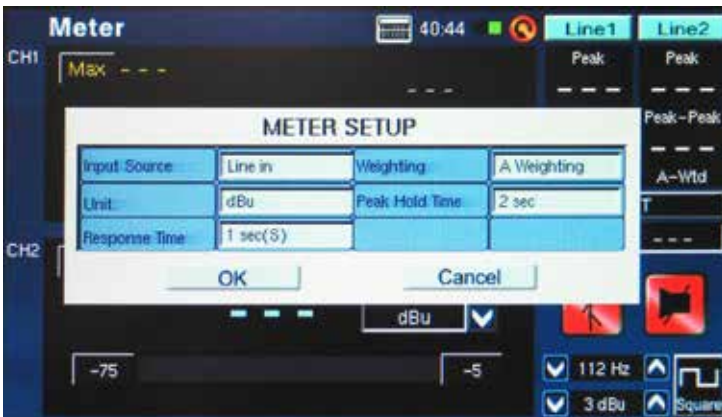 Meter
40:44
Line1
Line2
CH1
Max - - -
- - -
Peak
Peak
- - -
- - -
Peak-Peak
- - -
A-Wtd
METER SETUP
Input Source
Line in
Weighting
A Weighting
Unit:
dBu
Peak Hold Time
2 sec
Response Time
1 sec(S)
OK
Cancel
T
- - -
CH2
- - -
dBu
-75
-5
112 Hz
3 dBu
Square